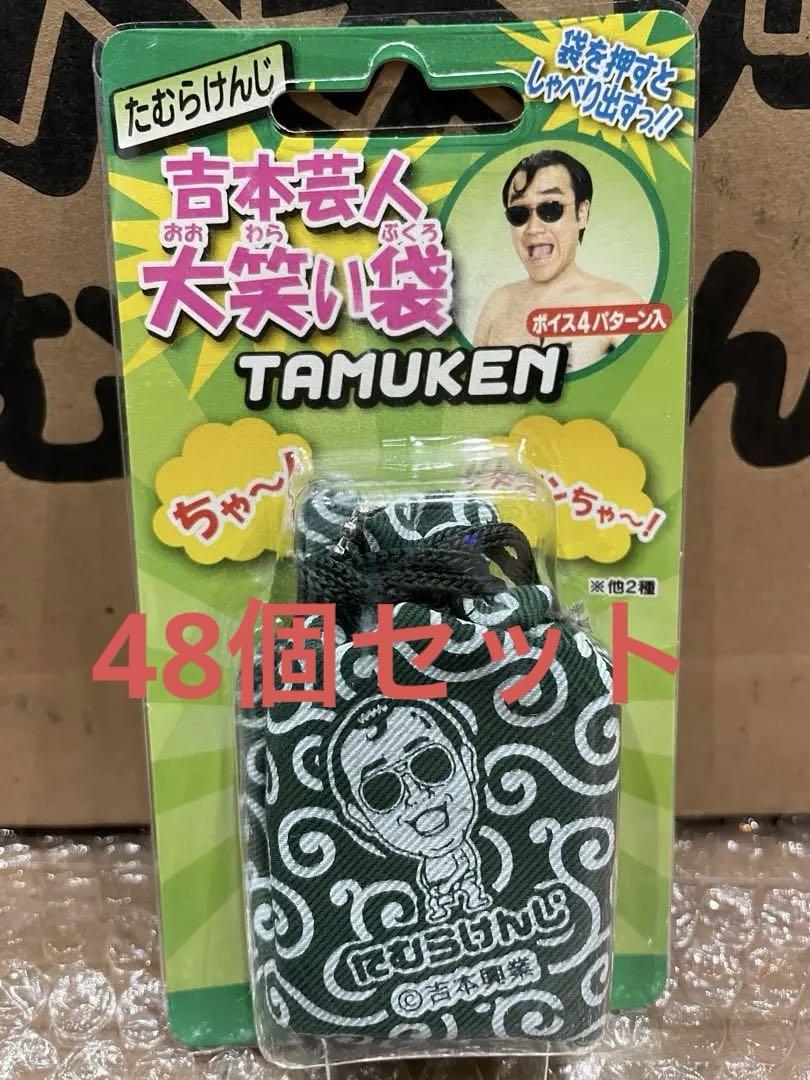 たむらけんじ
袋を押すと
しゃべり出すっ!!
吉本芸人
おお わら ぶくろ
大笑い袋
ボイス4パターン入
TAMUKEN
ちゃ〜!
ンちゃ〜!
※他2種
48個セット
たむらけんじ
©吉本興業